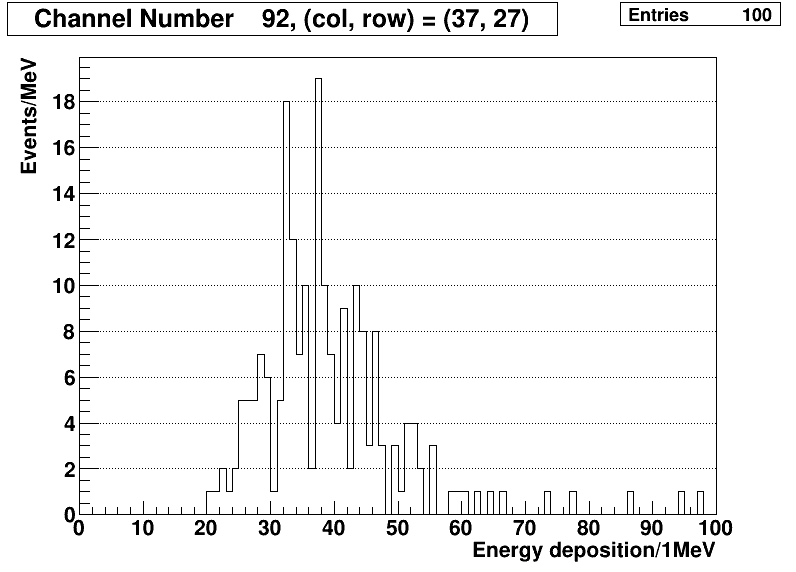 Channel Number 92, (col, row) = (37, 27)
Entries 100
Events/MeV
18
16
14
12
10
8
6
4
2
0
0 10 20 30 40 50 60 70 80 90 100
Energy deposition/1MeV